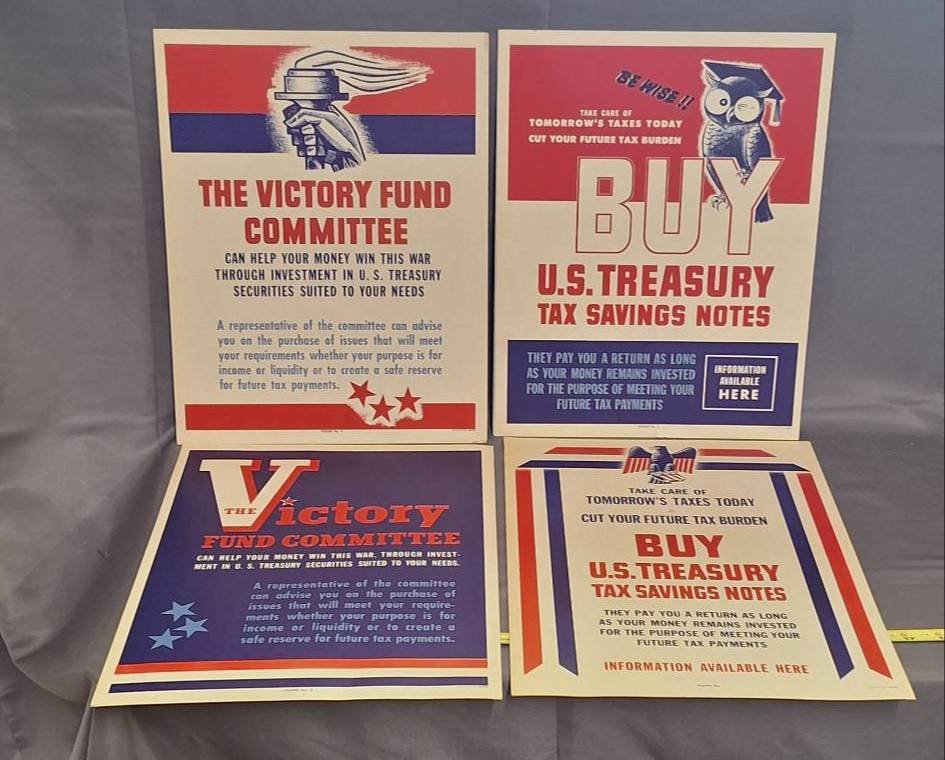 THE VICTORY FUND
COMMITTEE
CAN HELP YOUR MONEY WIN THIS WAR
THROUGH INVESTMENT IN U. S. TREASURY
SECURITIES SUITED TO YOUR NEEDS
A representative of the committee can advise
you on the purchase of issues that will meet
your requirements whether your purpose is for
income or liquidity or to create a safe reserve
for future tax payments.
BE WISE!!
TAKE CARE OF
TOMORROW'S TAXES TODAY
CUT YOUR FUTURE TAX BURDEN
BUY
U.S. TREASURY
TAX SAVINGS NOTES
THEY PAY YOU A RETURN AS LONG
AS YOUR MONEY REMAINS INVESTED
FOR THE PURPOSE OF MEETING YOUR
FUTURE TAX PAYMENTS
INFORMATION
AVAILABLE
HERE
THE Victory
FUND COMMITTEE
CAN HELP YOUR MONEY WIN THIS WAR, THROUGH INVEST-
MENT IN U. S. TREASURY SECURITIES SUITED TO YOUR NEEDS.
A representative of the committee
can advise you on the purchase of
issues that will meet your require-
ments whether your purpose is for
income or liquidity or to create a
safe reserve for future tax payments.
TAKE CARE OF
TOMORROW'S TAXES TODAY
CUT YOUR FUTURE TAX BURDEN
BUY
U.S. TREASURY
TAX SAVINGS NOTES
THEY PAY YOU A RETURN AS LONG
AS YOUR MONEY REMAINS INVESTED
FOR THE PURPOSE OF MEETING YOUR
FUTURE TAX PAYMENTS
INFORMATION AVAILABLE HERE